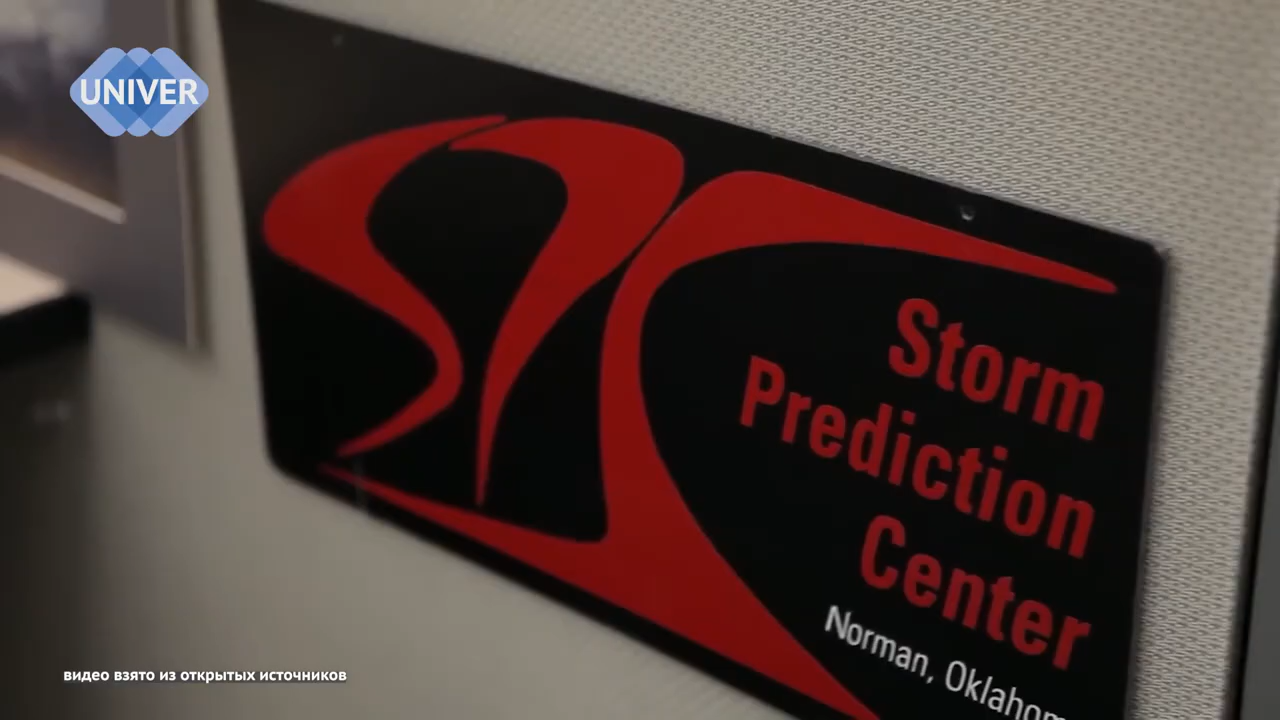 UNIVER
Storm
Prediction
Center
Norman, Oklahom
видео взято из открытых источников